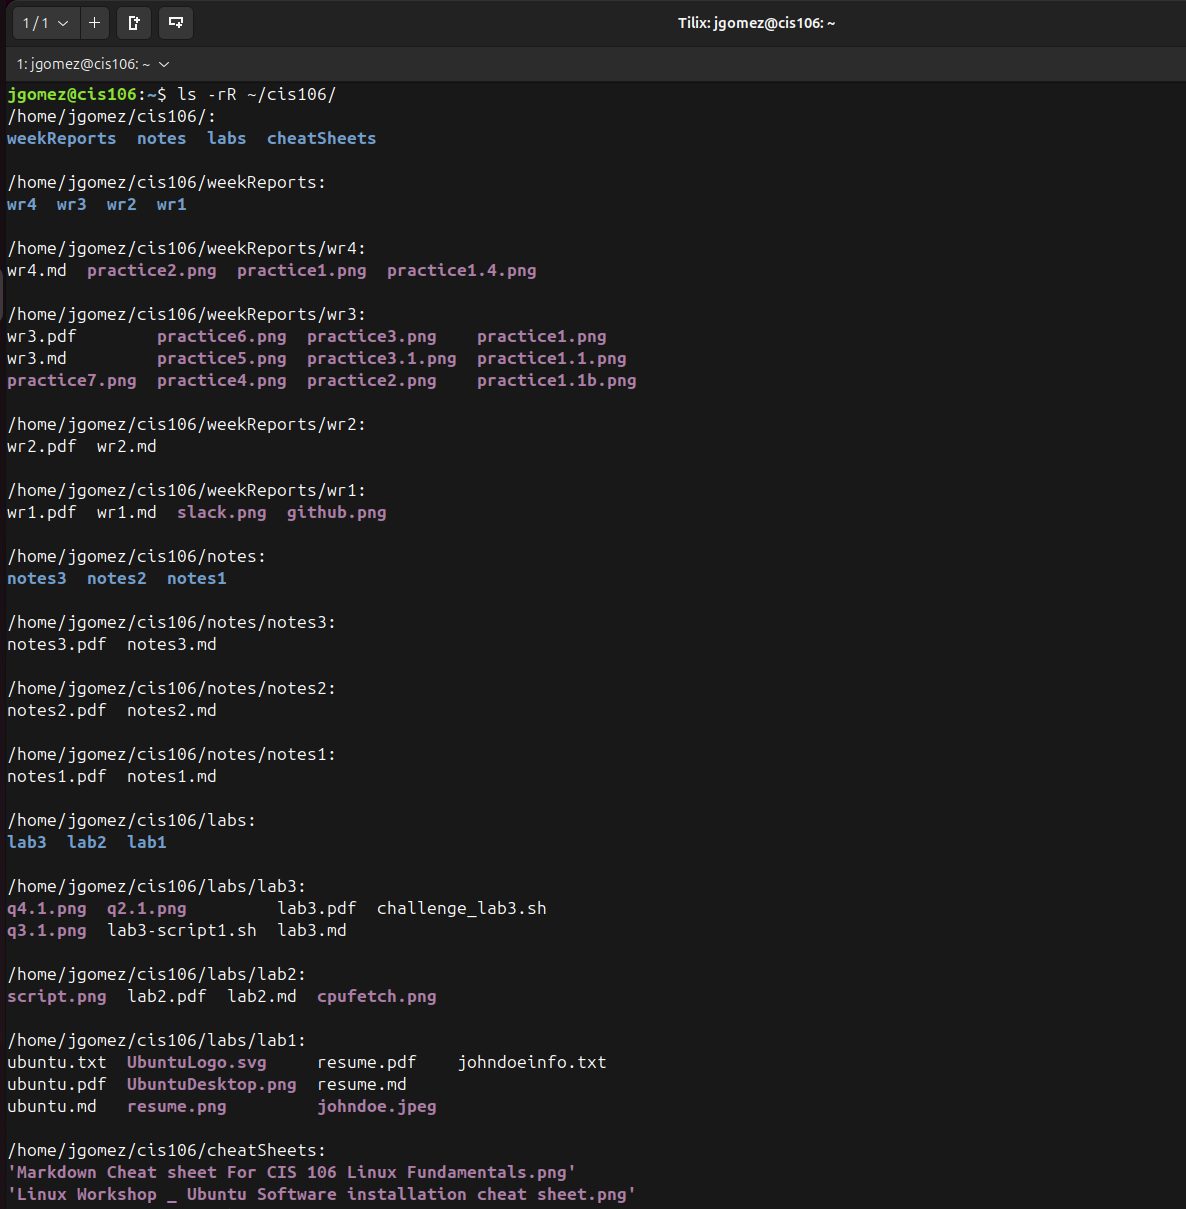 1 / 1
Tilix: jgomez@cis106: ~
1: jgomez@cis106: ~
jgomez@cis106:~$ ls -rR ~/cis106/
/home/jgomez/cis106/:
weekReports  notes  labs  cheatSheets
/home/jgomez/cis106/weekReports:
wr4  wr3  wr2  wr1
/home/jgomez/cis106/weekReports/wr4:
wr4.md  practice2.png  practice1.png  practice1.4.png
/home/jgomez/cis106/weekReports/wr3:
wr3.pdf        practice6.png  practice3.png    practice1.png
wr3.md         practice5.png  practice3.1.png  practice1.1.png
practice7.png  practice4.png  practice2.png    practice1.1b.png
/home/jgomez/cis106/weekReports/wr2:
wr2.pdf  wr2.md
/home/jgomez/cis106/weekReports/wr1:
wr1.pdf  wr1.md  slack.png  github.png
/home/jgomez/cis106/notes:
notes3  notes2  notes1
/home/jgomez/cis106/notes/notes3:
notes3.pdf  notes3.md
/home/jgomez/cis106/notes/notes2:
notes2.pdf  notes2.md
/home/jgomez/cis106/notes/notes1:
notes1.pdf  notes1.md
/home/jgomez/cis106/labs:
lab3  lab2  lab1
/home/jgomez/cis106/labs/lab3:
q4.1.png  q2.1.png         lab3.pdf  challenge_lab3.sh
q3.1.png  lab3-script1.sh  lab3.md
/home/jgomez/cis106/labs/lab2:
script.png  lab2.pdf  lab2.md  cpufetch.png
/home/jgomez/cis106/labs/lab1:
ubuntu.txt  UbuntuLogo.svg     resume.pdf    johndoeinfo.txt
ubuntu.pdf  UbuntuDesktop.png  resume.md
ubuntu.md   resume.png         johndoe.jpeg
/home/jgomez/cis106/cheatSheets:
'Markdown Cheat sheet For CIS 106 Linux Fundamentals.png'
'Linux Workshop _ Ubuntu Software installation cheat sheet.png'